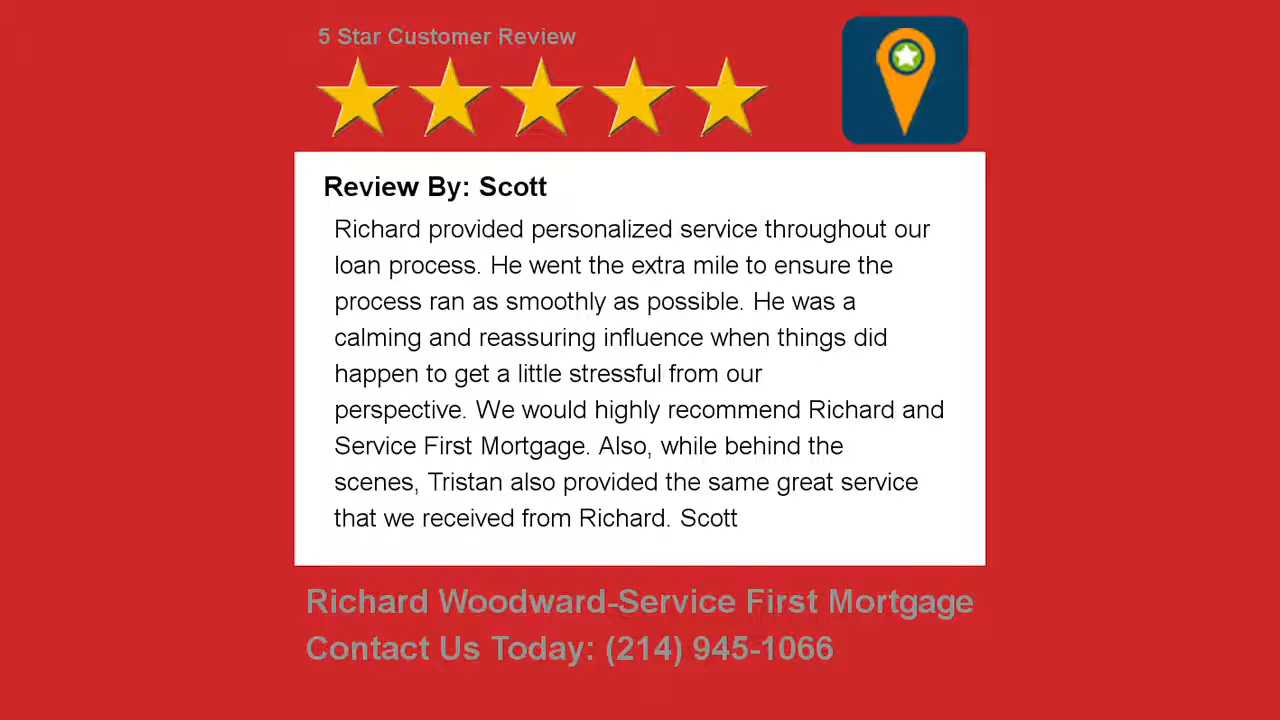 5 Star Customer Review
Review By: Scott
Richard provided personalized service throughout our
loan process. He went the extra mile to ensure the
process ran as smoothly as possible. He was a
calming and reassuring influence when things did
happen to get a little stressful from our
perspective. We would highly recommend Richard and
Service First Mortgage. Also, while behind the
scenes, Tristan also provided the same great service
that we received from Richard. Scott
Richard Woodward-Service First Mortgage
Contact Us Today: (214) 945-1066